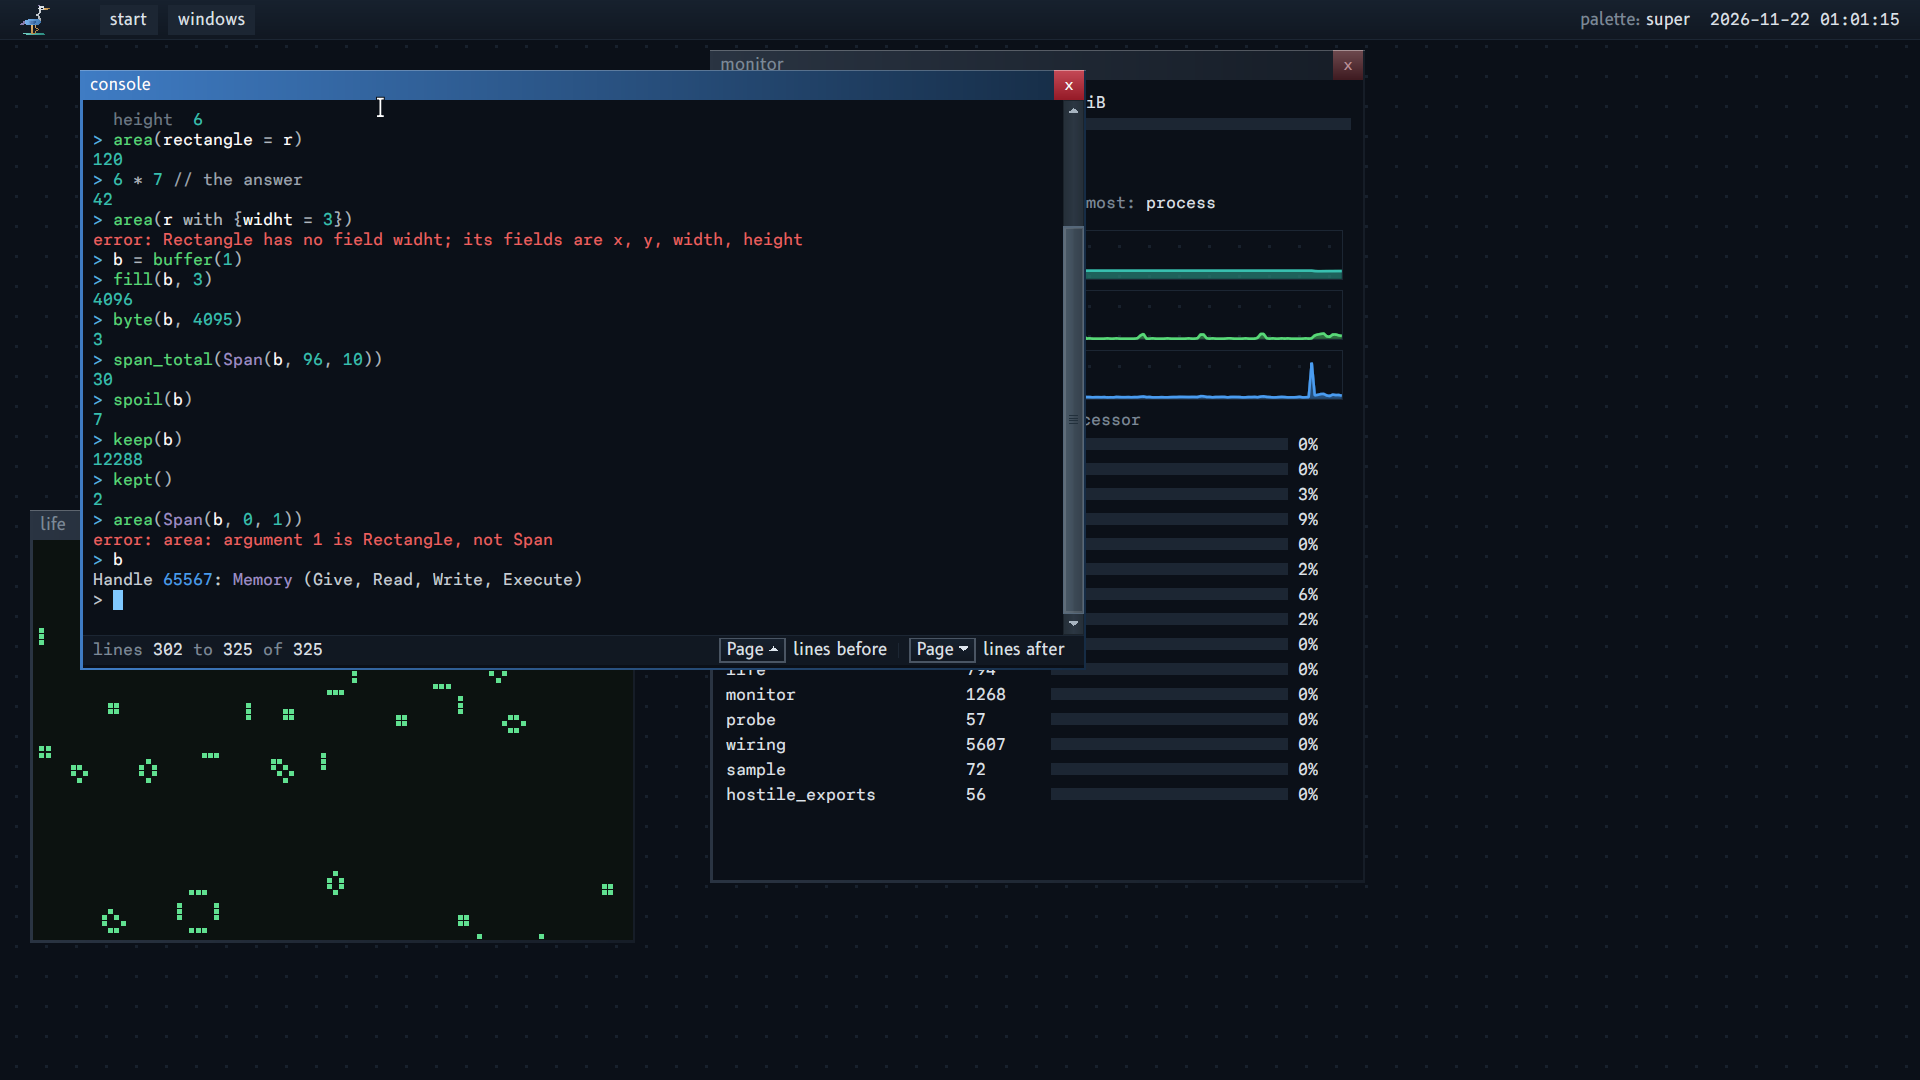 start windows palette: super 2026-11-22 01:01:15
monitor x
console x
iB
height 6
> area(rectangle = r)
120
> 6 * 7 // the answer
42
> area(r with {widht = 3})
error: Rectangle has no field widht; its fields are x, y, width, height
> b = buffer(1)
> fill(b, 3)
4096
> byte(b, 4095)
3
> span_total(Span(b, 96, 10))
30
> spoil(b)
7
> keep(b)
12288
> kept()
2
> area(Span(b, 0, 1))
error: area: argument 1 is Rectangle, not Span
> b
Handle 65567: Memory (Give, Read, Write, Execute)
>
lines 302 to 325 of 325 Page lines before Page lines after
most: process
cessor
0%
0%
3%
9%
0%
2%
6%
2%
0%
life 794 0%
monitor 1268 0%
probe 57 0%
wiring 5607 0%
sample 72 0%
hostile_exports 56 0%
life